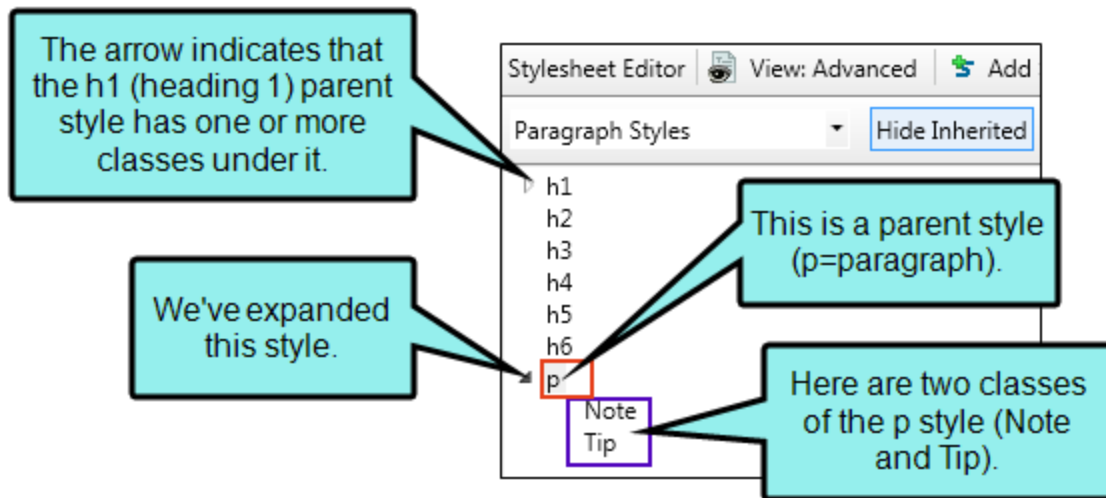 The arrow indicates that
the h1 (heading 1) parent
style has one or more
classes under it.
Stylesheet Editor View: Advanced Add
Paragraph Styles Hide Inherited
h1
h2
h3
h4
h5
h6
p
Note
Tip
This is a parent style
(p=paragraph).
We've expanded
this style.
Here are two classes
of the p style (Note
and Tip).